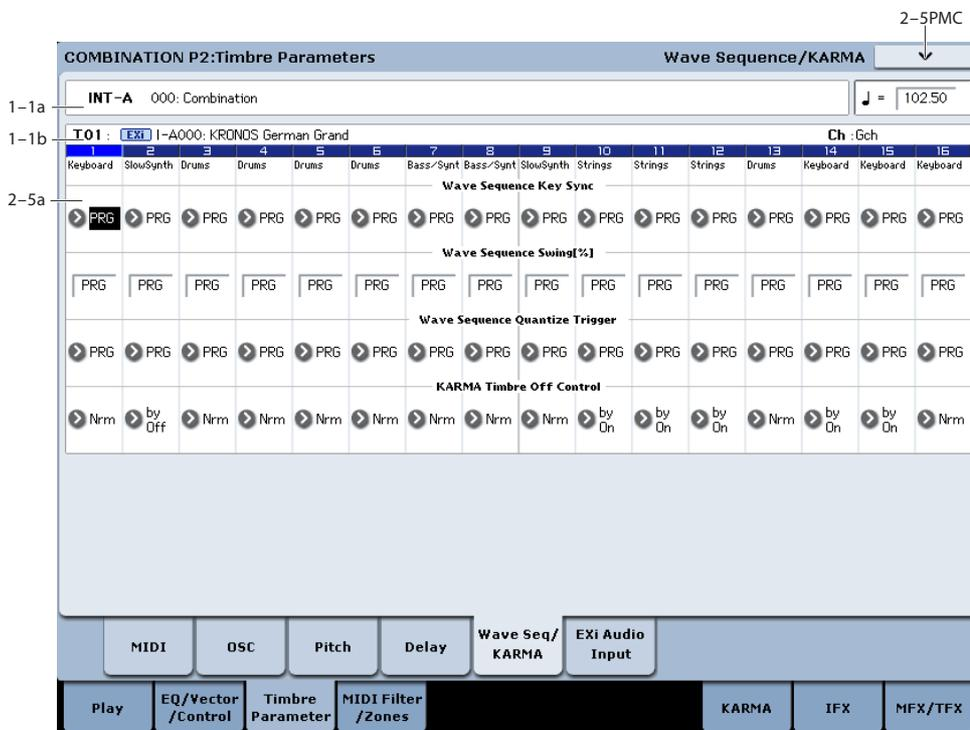 2–5PMC
COMBINATION P2:Timbre Parameters Wave Sequence/KARMA
1–1a INT-A 000: Combination ♩ = 102.50
1–1b T01 : EXi I-A000: KRONOS German Grand Ch :Gch
1 2 3 4 5 6 7 8 9 10 11 12 13 14 15 16
Keyboard SlowSynth Drums Drums Drums Drums Bass/Synt Bass/Synt SlowSynth Strings Strings Strings Drums Keyboard Keyboard Keyboard
Wave Sequence Key Sync
2–5a PRG PRG PRG PRG PRG PRG PRG PRG PRG PRG PRG PRG PRG PRG PRG PRG
Wave Sequence Swing[%]
PRG PRG PRG PRG PRG PRG PRG PRG PRG PRG PRG PRG PRG PRG PRG PRG
Wave Sequence Quantize Trigger
PRG PRG PRG PRG PRG PRG PRG PRG PRG PRG PRG PRG PRG PRG PRG PRG
KARMA Timbre Off Control
Nrm by Off Nrm Nrm Nrm Nrm Nrm Nrm Nrm by On by On by On Nrm by On by On Nrm
MIDI OSC Pitch Delay Wave Seq/ KARMA EXi Audio Input
Play EQ/Vector /Control Timbre Parameter MIDI Filter /Zones KARMA IFX MFX/TFX